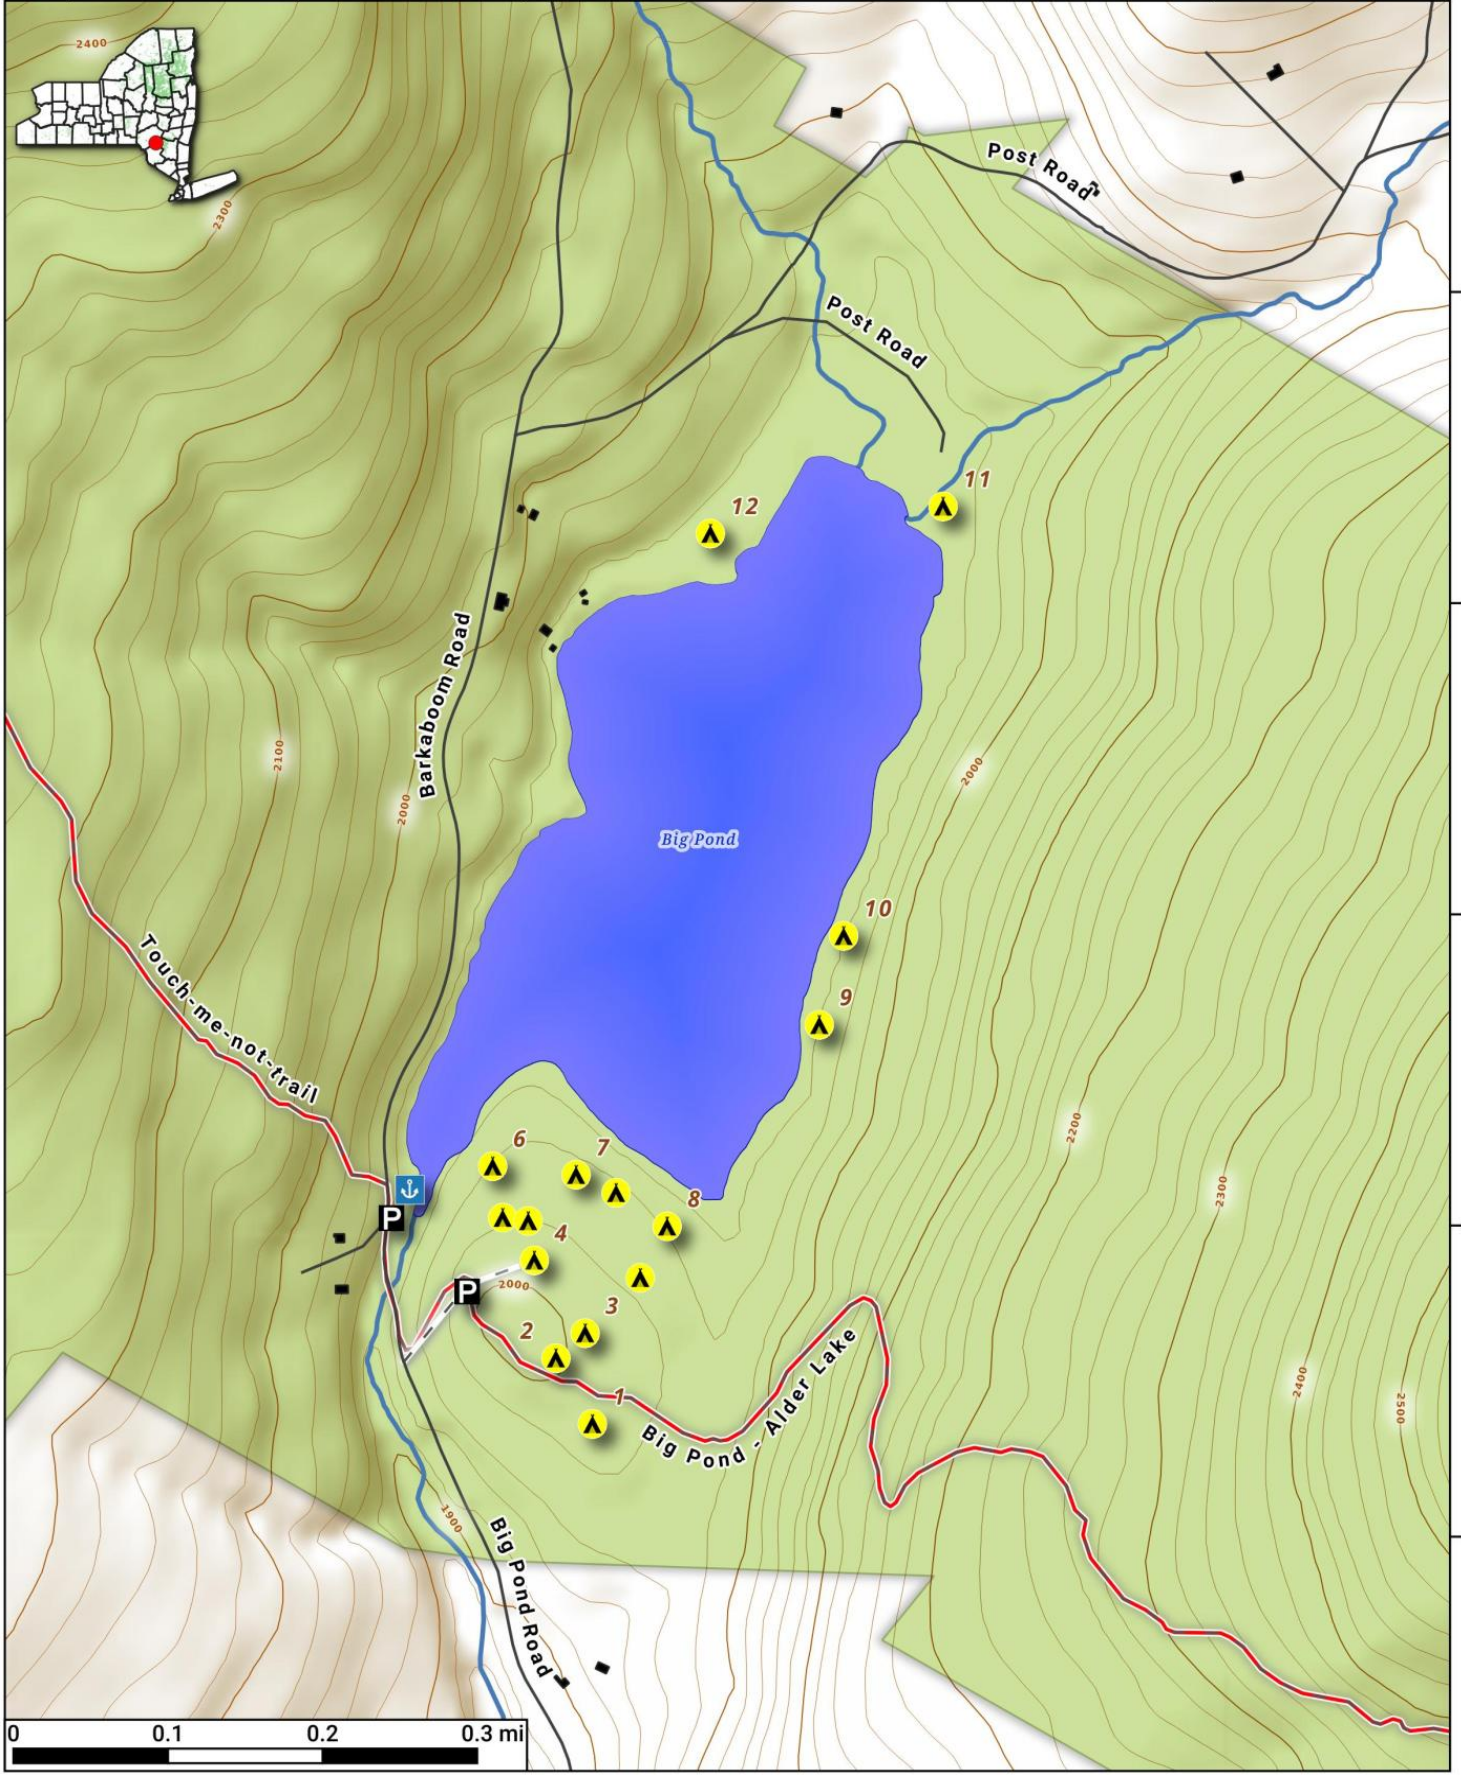 2400
2300
Post Road
Post Road
11
12
Barkaboom Road
2100
2000
2000
Big Pond
10
9
Touch-me-not-trail
2200
2300
6
7
8
4
P
P
2000
3
2
1
Big Pond - Alder Lake
2400
2500
1900
Big Pond Road
0 0.1 0.2 0.3 mi